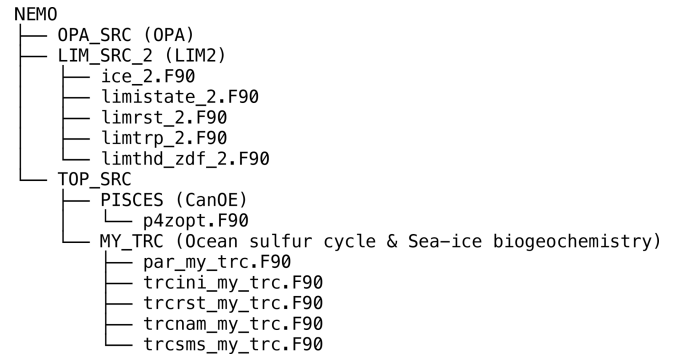 NEMO
OPA_SRC (OPA)
LIM_SRC_2 (LIM2)
ice_2.F90
limistate_2.F90
limrst_2.F90
limtrp_2.F90
limthd_zdf_2.F90
TOP_SRC
PISCES (CanOE)
p4zopt.F90
MY_TRC (Ocean sulfur cycle & Sea-ice biogeochemistry)
par_my_trc.F90
trcini_my_trc.F90
trcrst_my_trc.F90
trcnam_my_trc.F90
trcsms_my_trc.F90